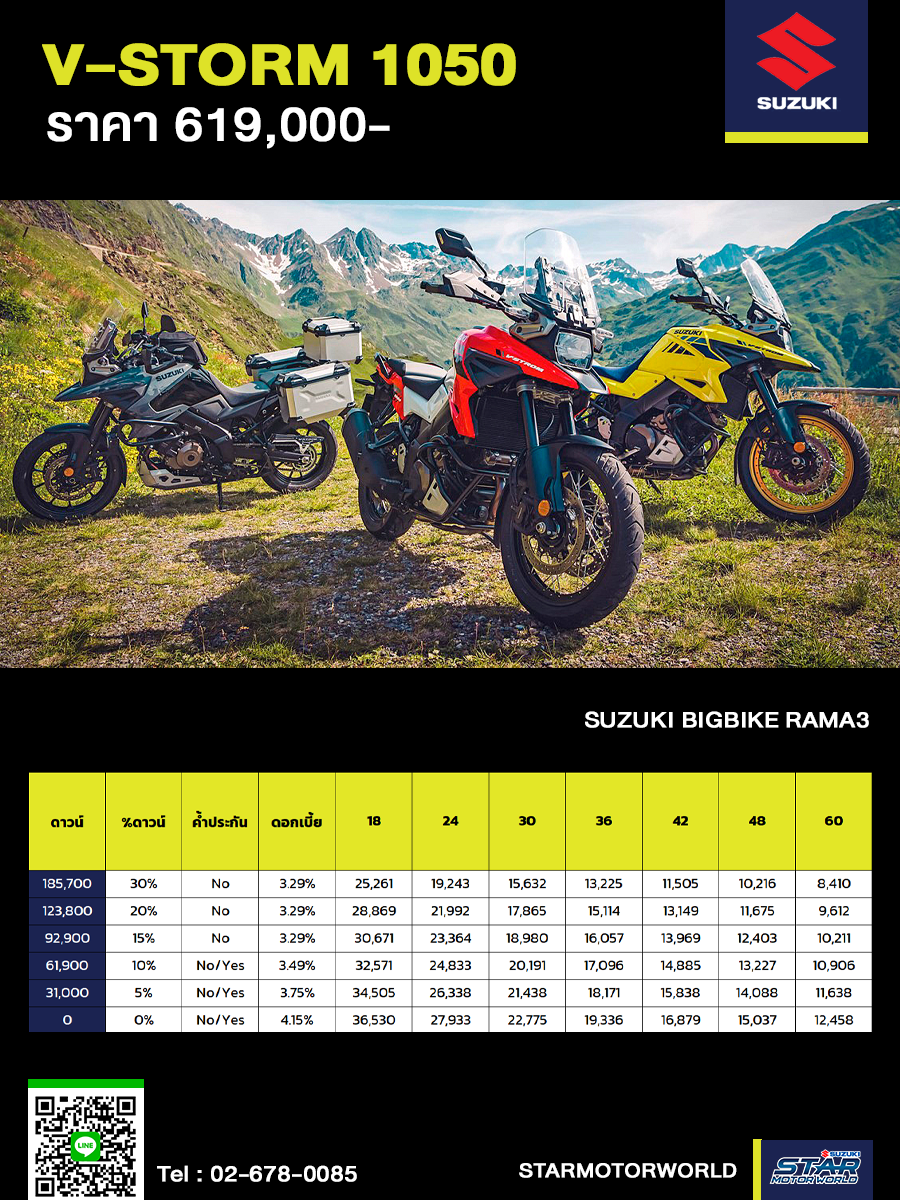 V-STORM 1050
ราคา 619,000-
SUZUKI
SUZUKI
V-STROM
SUZUKI
V-STROM
SUZUKI BIGBIKE RAMA3
ดาวน์ %ดาวน์ ค้ำประกัน ดอกเบี้ย 18 24 30 36 42 48 60
185,700 30% No 3.29% 25,261 19,243 15,632 13,225 11,505 10,216 8,410
123,800 20% No 3.29% 28,869 21,992 17,865 15,114 13,149 11,675 9,612
92,900 15% No 3.29% 30,671 23,364 18,980 16,057 13,969 12,403 10,211
61,900 10% No/Yes 3.49% 32,571 24,833 20,191 17,096 14,885 13,227 10,906
31,000 5% No/Yes 3.75% 34,505 26,338 21,438 18,171 15,838 14,088 11,638
0 0% No/Yes 4.15% 36,530 27,933 22,775 19,336 16,879 15,037 12,458
LINE
Tel : 02-678-0085
STARMOTORWORLD
SUZUKI
STAR
MOTOR WORLD